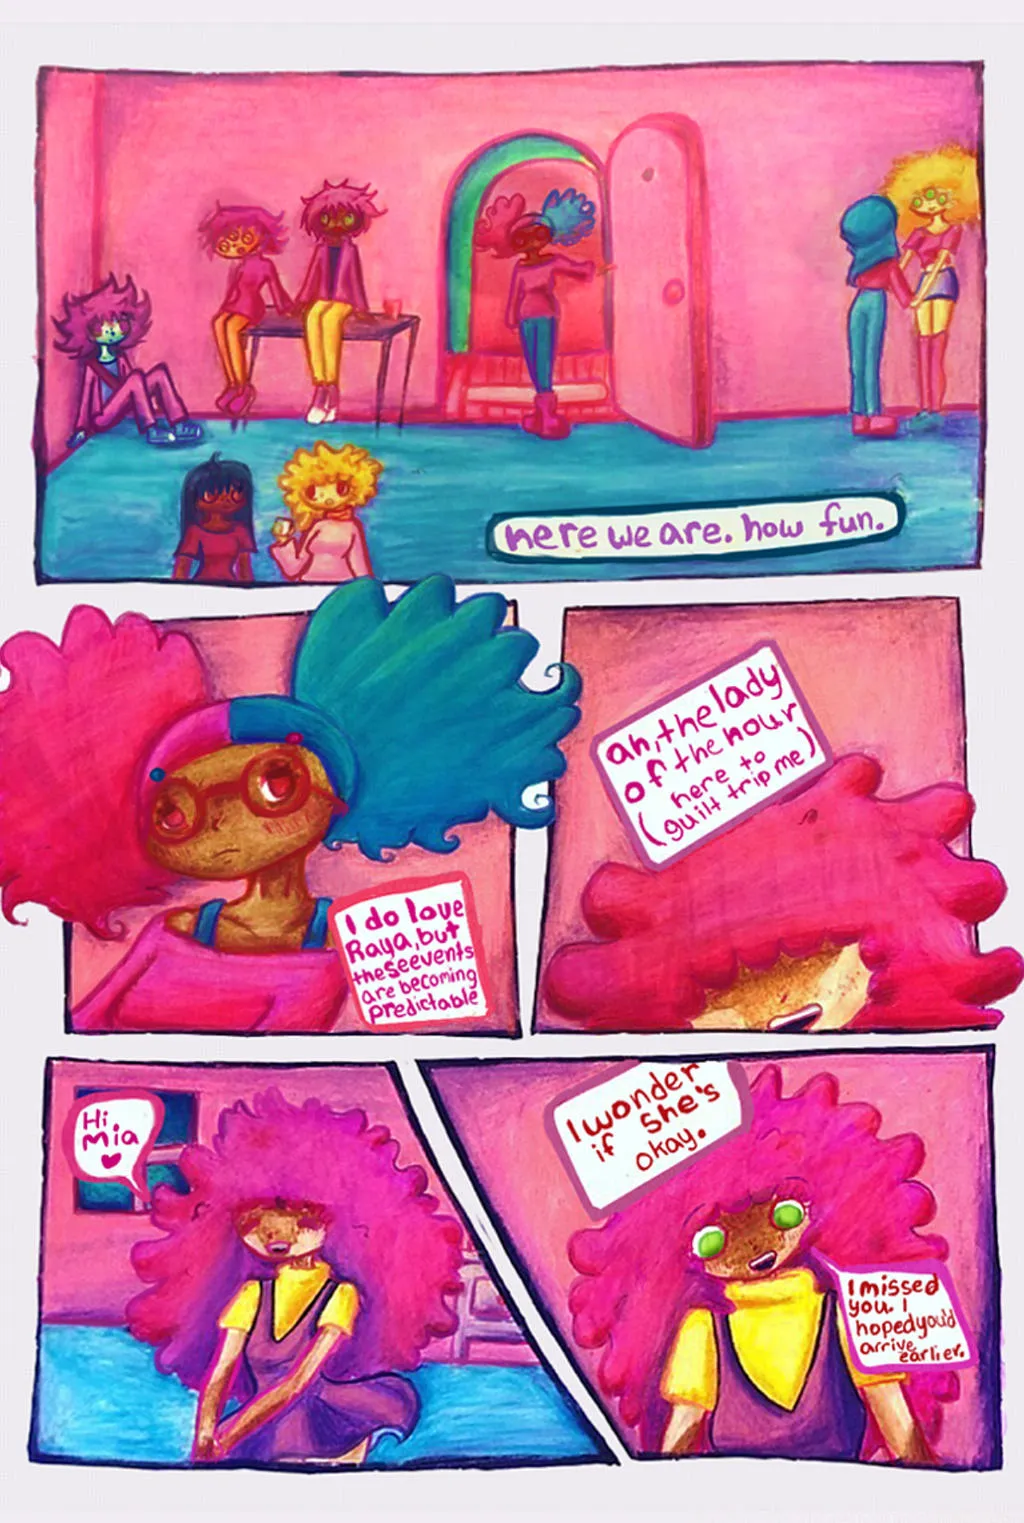 here we are. how fun.
I do love
Raya, but
these events
are becoming
predictable
ah, the lady
of the hour
(here to
guilt trip me)
Hi
Mia
I wonder
if she's
okay.
I missed
you. I
hoped you'd
arrive
earlier.